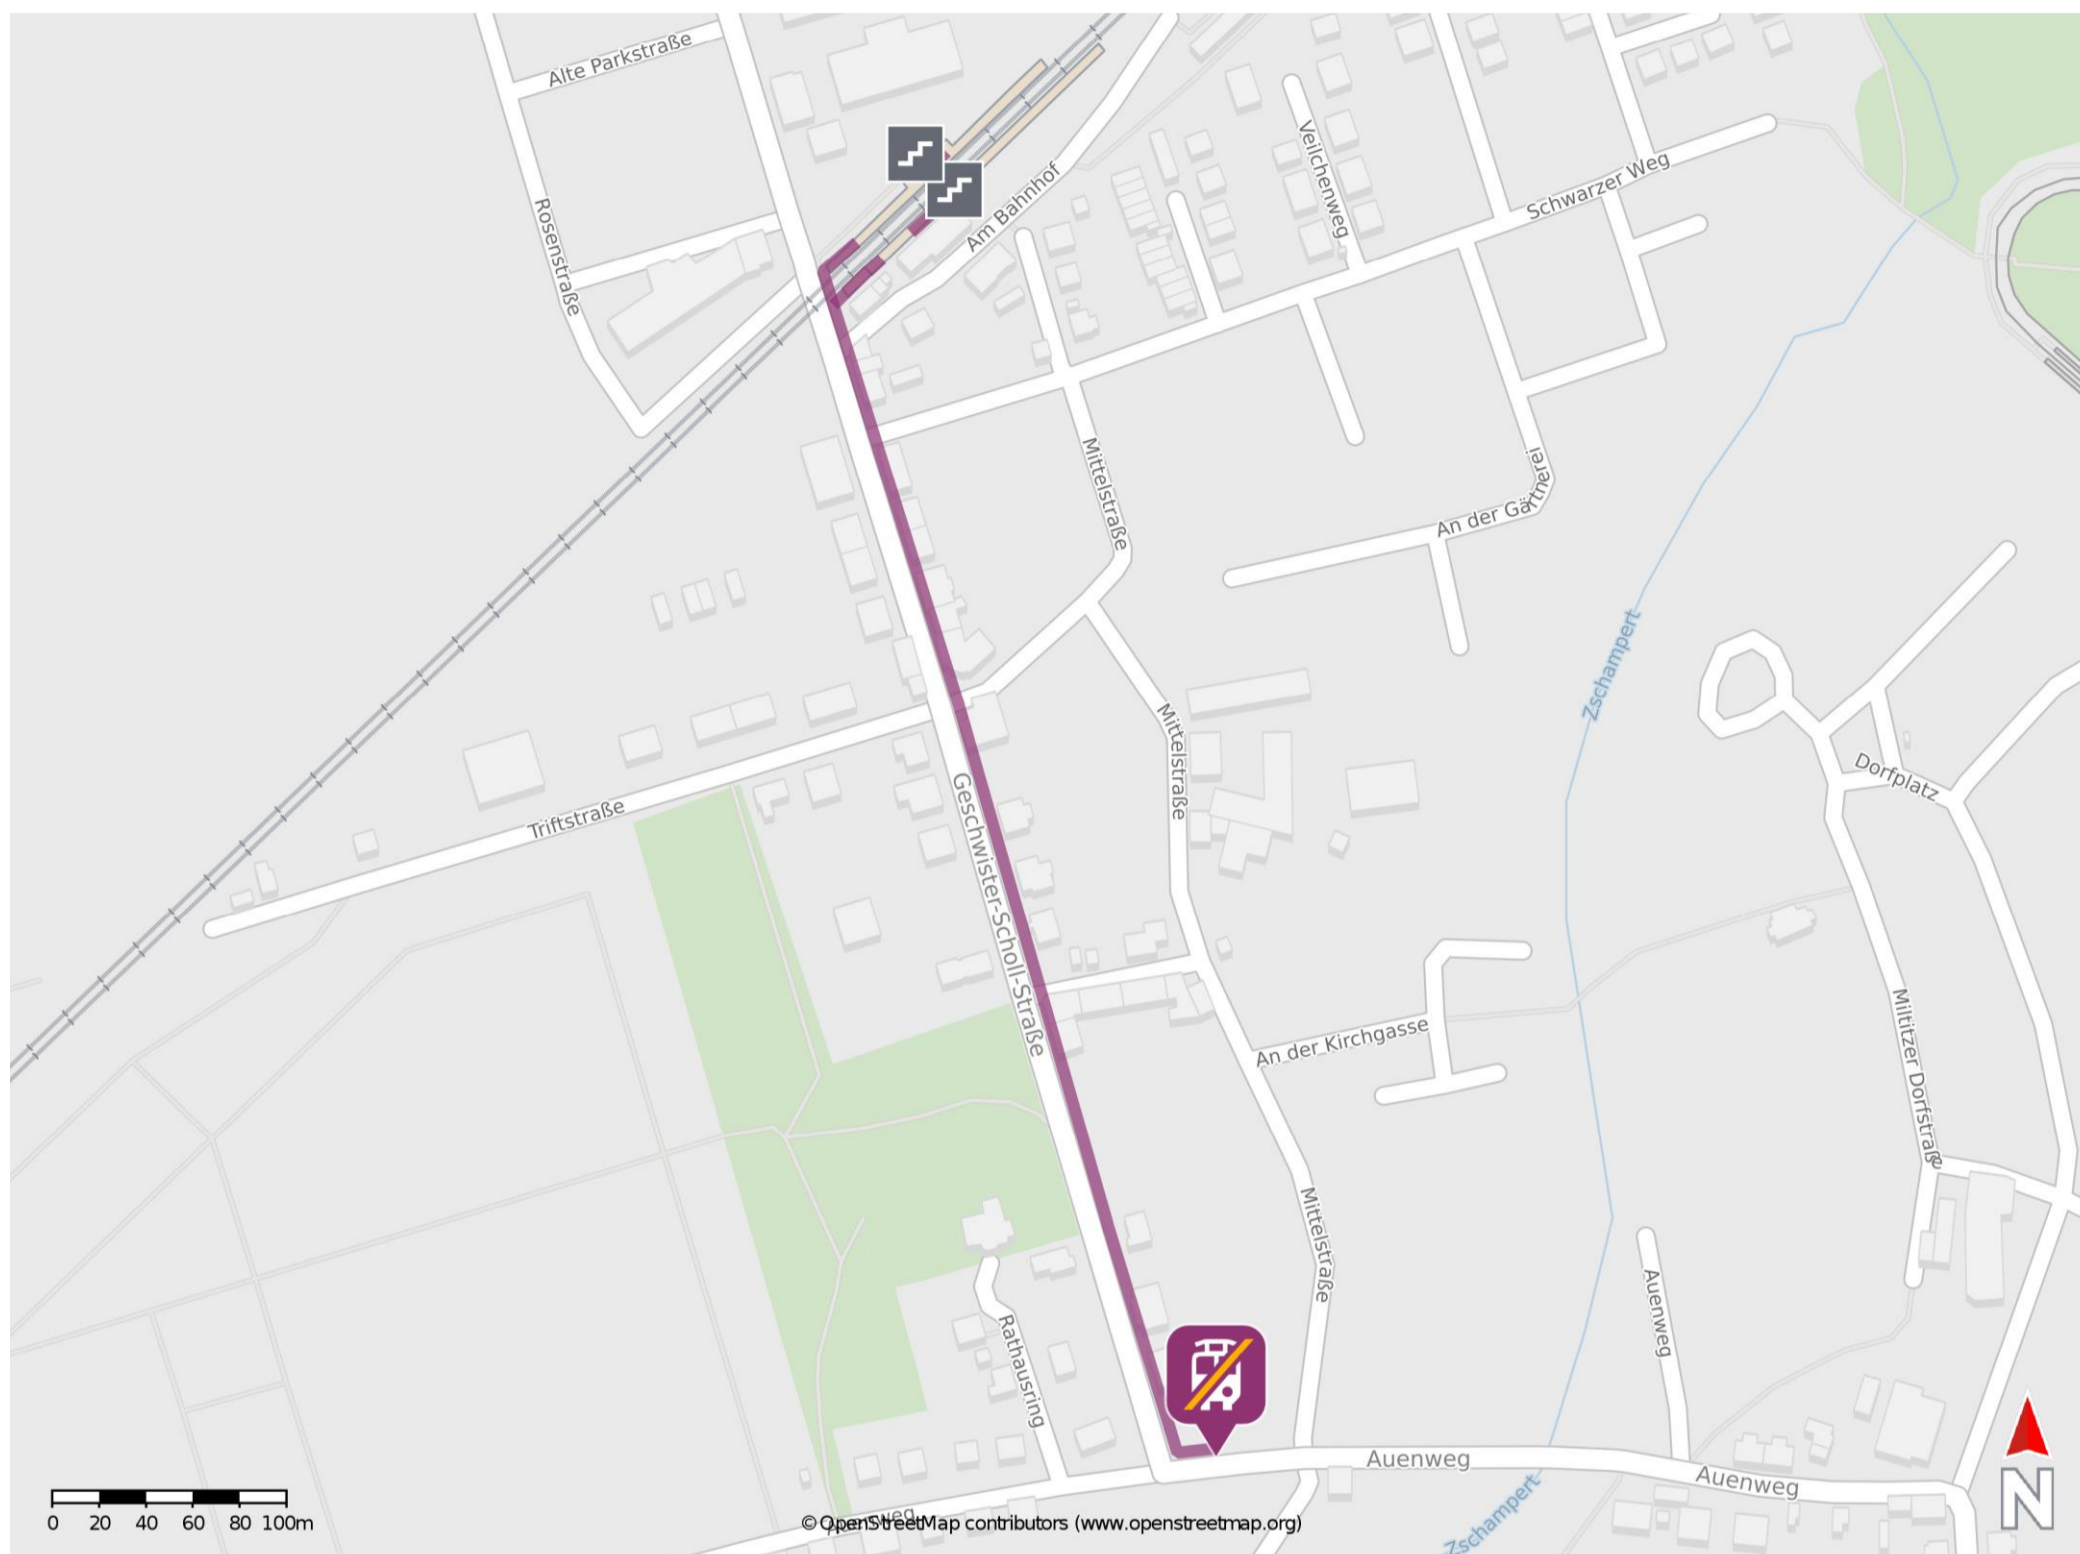 Alte Parkstraße
Rosenstraße
Am Bahnhof
Veilchenweg
Schwarzer Weg
Mittelstraße
An der Gärtnerei
Zschampert
Mittelstraße
Dorfplatz
Triftstraße
Geschwister-Scholl-Straße
An der Kirchgasse
Miltitzer Dorfstraße
Mittelstraße
Auenweg
Rathausring
Auenweg
Auenweg
Zschampert
N
0 20 40 60 80 100m
© OpenStreetMap contributors (www.openstreetmap.org)